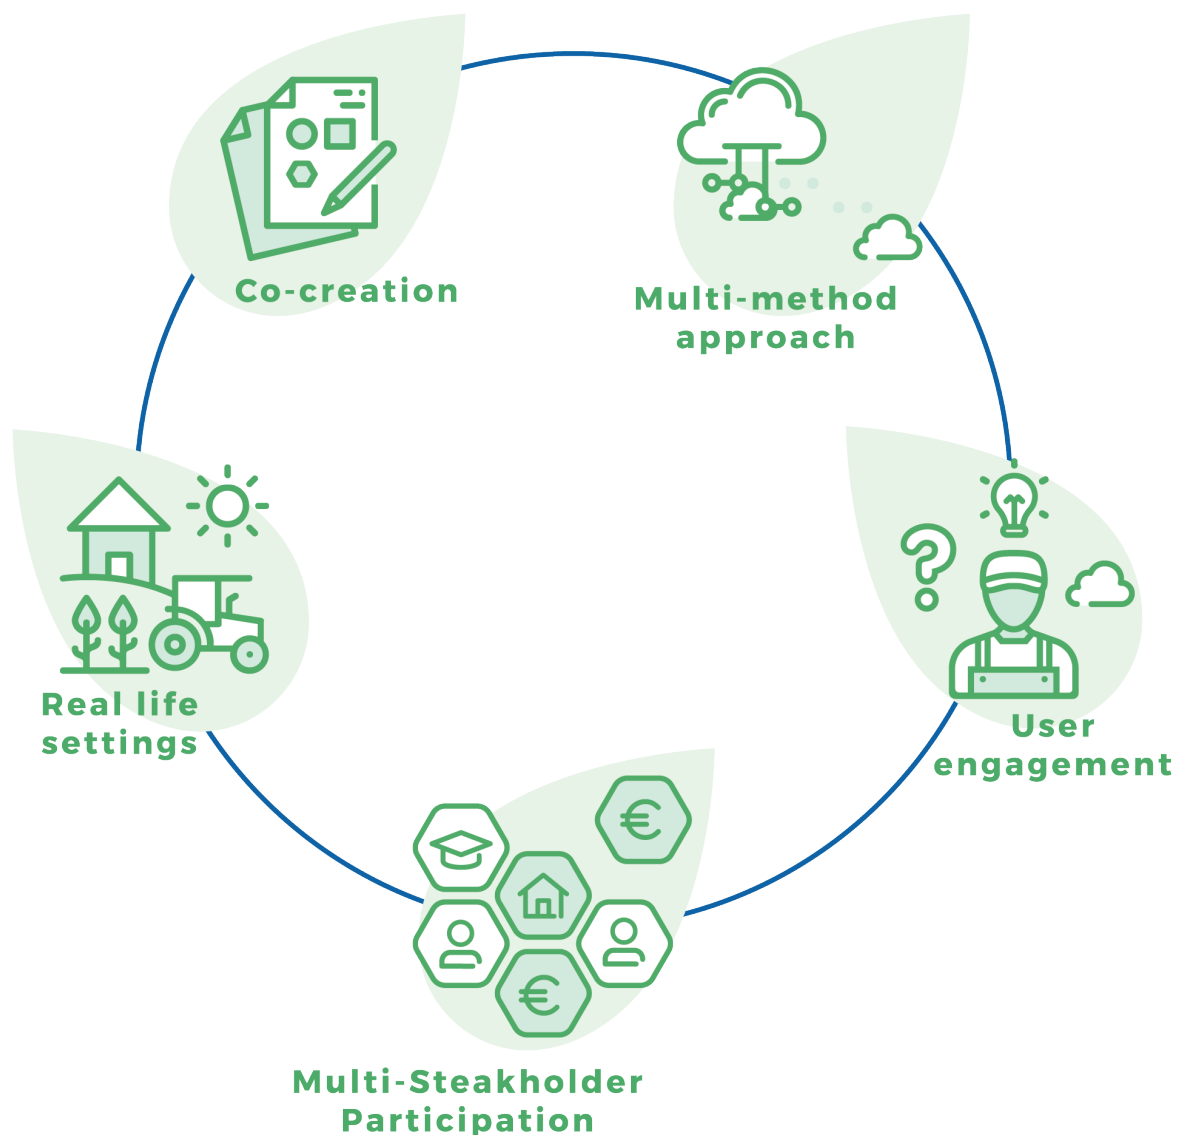 Co-creation
Multi-method
approach
Real life
settings
User
engagement
Multi-Steakholder
Participation